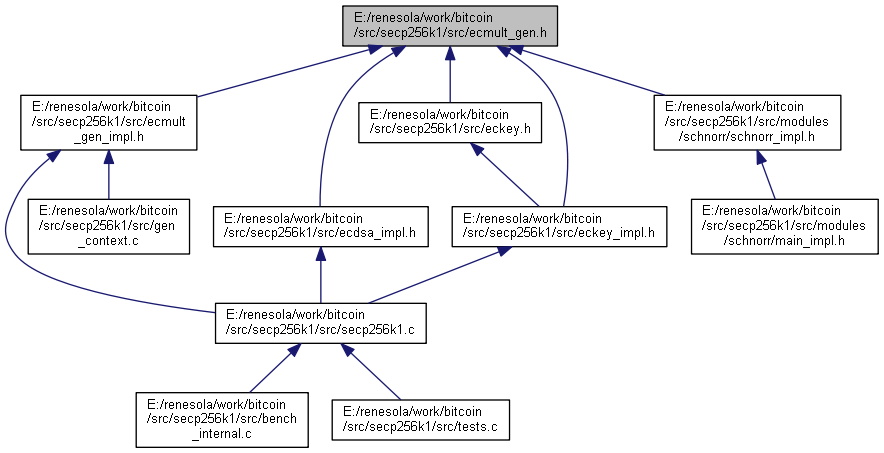 E:/renesola/work/bitcoin
/src/secp256k1/src/ecmult_gen.h
E:/renesola/work/bitcoin
/src/secp256k1/src/ecmult
_gen_impl.h
E:/renesola/work/bitcoin
/src/secp256k1/src/eckey.h
E:/renesola/work/bitcoin
/src/secp256k1/src/modules
/schnorr/schnorr_impl.h
E:/renesola/work/bitcoin
/src/secp256k1/src/gen
_context.c
E:/renesola/work/bitcoin
/src/secp256k1/src/ecdsa_impl.h
E:/renesola/work/bitcoin
/src/secp256k1/src/eckey_impl.h
E:/renesola/work/bitcoin
/src/secp256k1/src/modules
/schnorr/main_impl.h
E:/renesola/work/bitcoin
/src/secp256k1/src/secp256k1.c
E:/renesola/work/bitcoin
/src/secp256k1/src/bench
_internal.c
E:/renesola/work/bitcoin
/src/secp256k1/src/tests.c